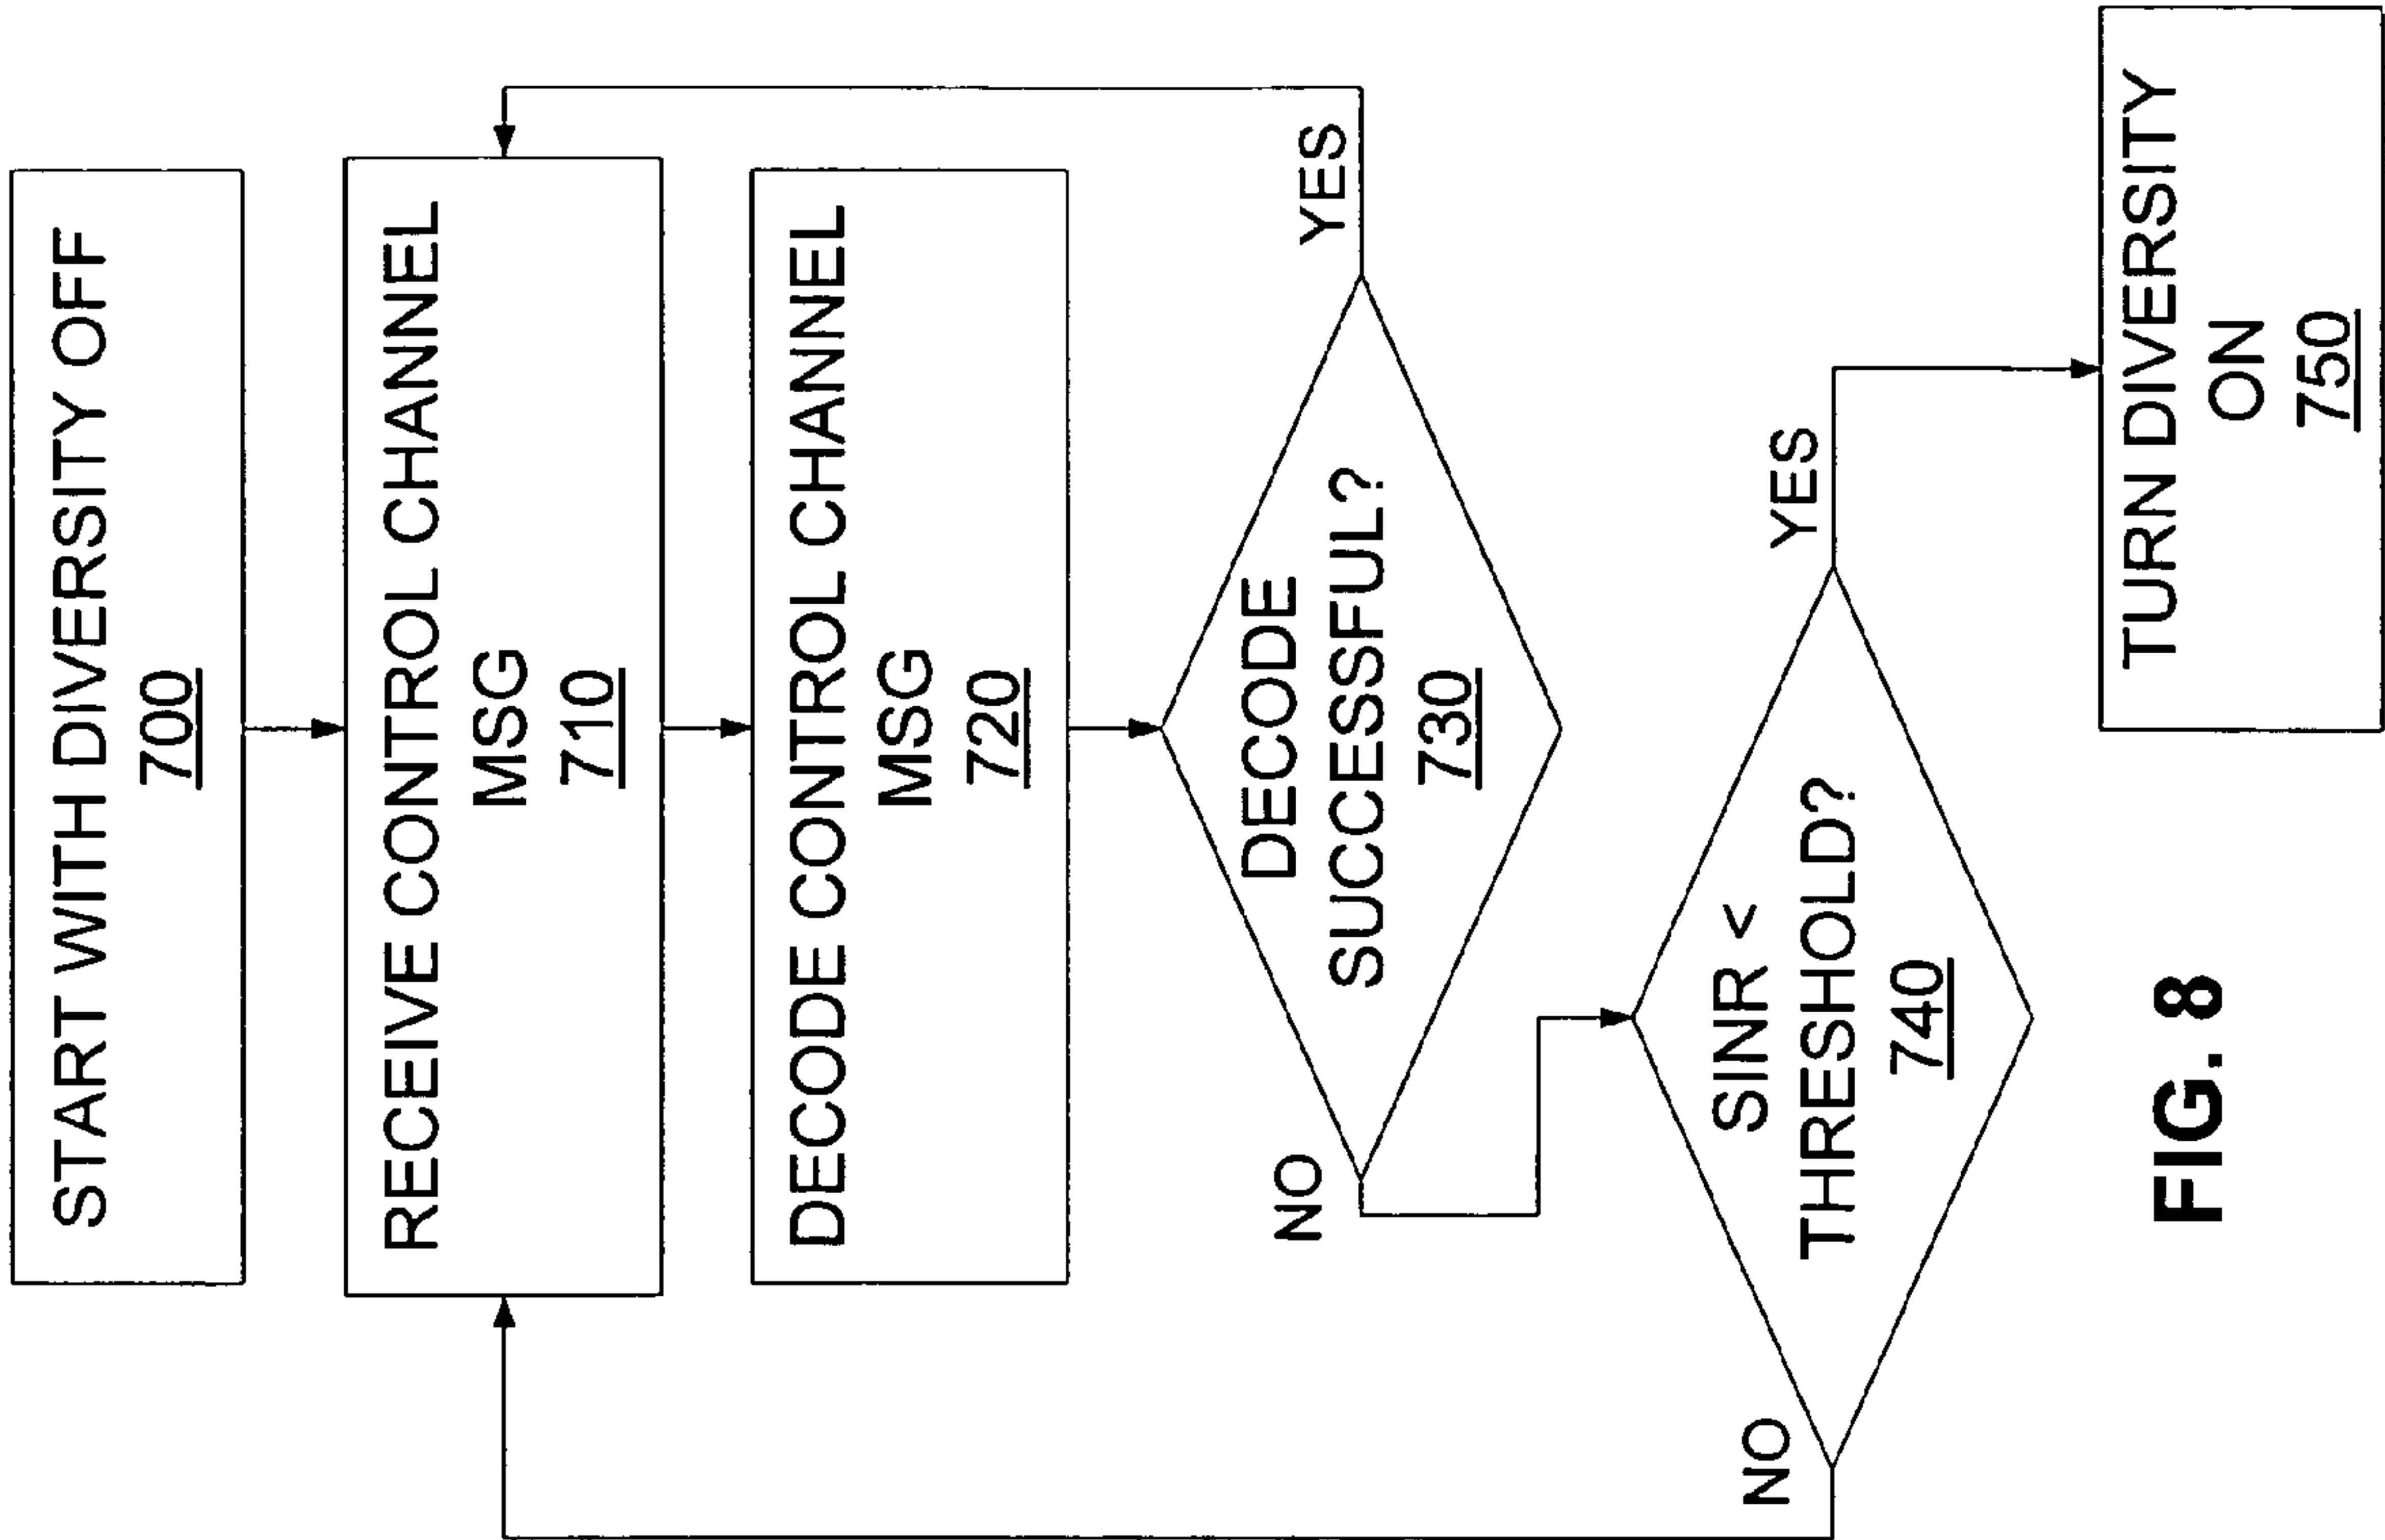 START WITH DIVERSITY OFF
700
RECEIVE CONTROL CHANNEL
MSG
710
DECODE CONTROL CHANNEL
MSG
720
DECODE
SUCCESSFUL?
730
NO
YES
SINR <
THRESHOLD?
740
NO
YES
TURN DIVERSITY
ON
750
FIG. 8